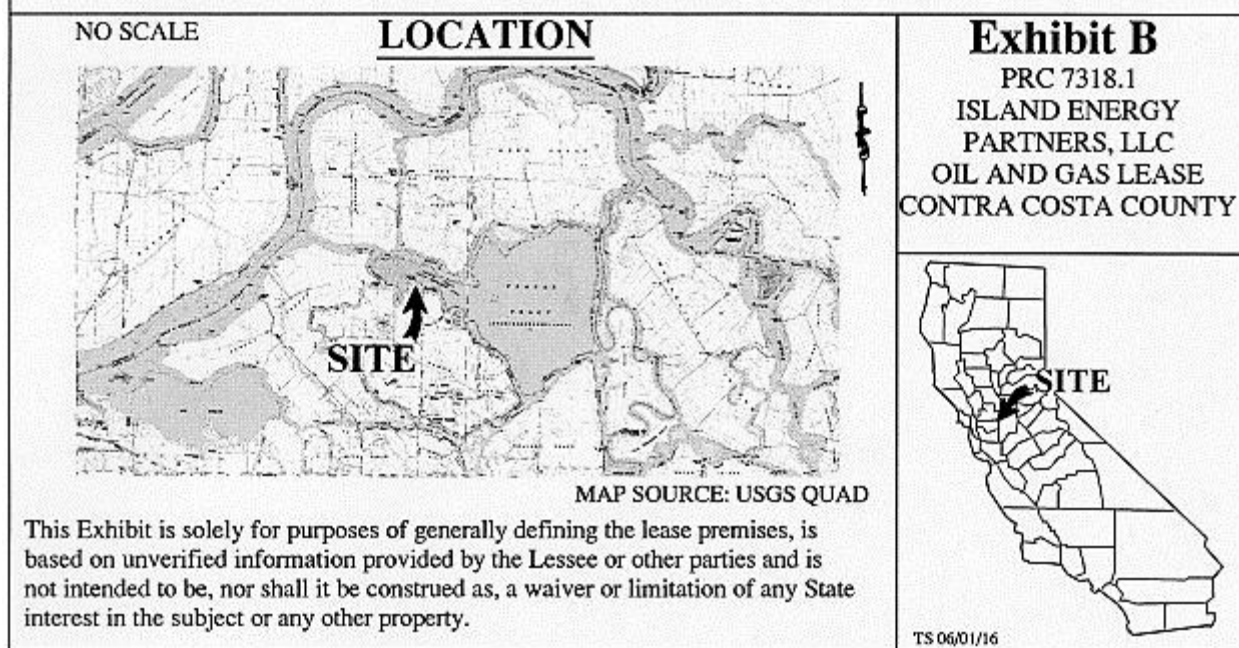 NO SCALE
LOCATION
SITE
MAP SOURCE: USGS QUAD
This Exhibit is solely for purposes of generally defining the lease premises, is
based on unverified information provided by the Lessee or other parties and is
not intended to be, nor shall it be construed as, a waiver or limitation of any State
interest in the subject or any other property.
Exhibit B
PRC 7318.1
ISLAND ENERGY
PARTNERS, LLC
OIL AND GAS LEASE
CONTRA COSTA COUNTY
SITE
TS 06/01/16